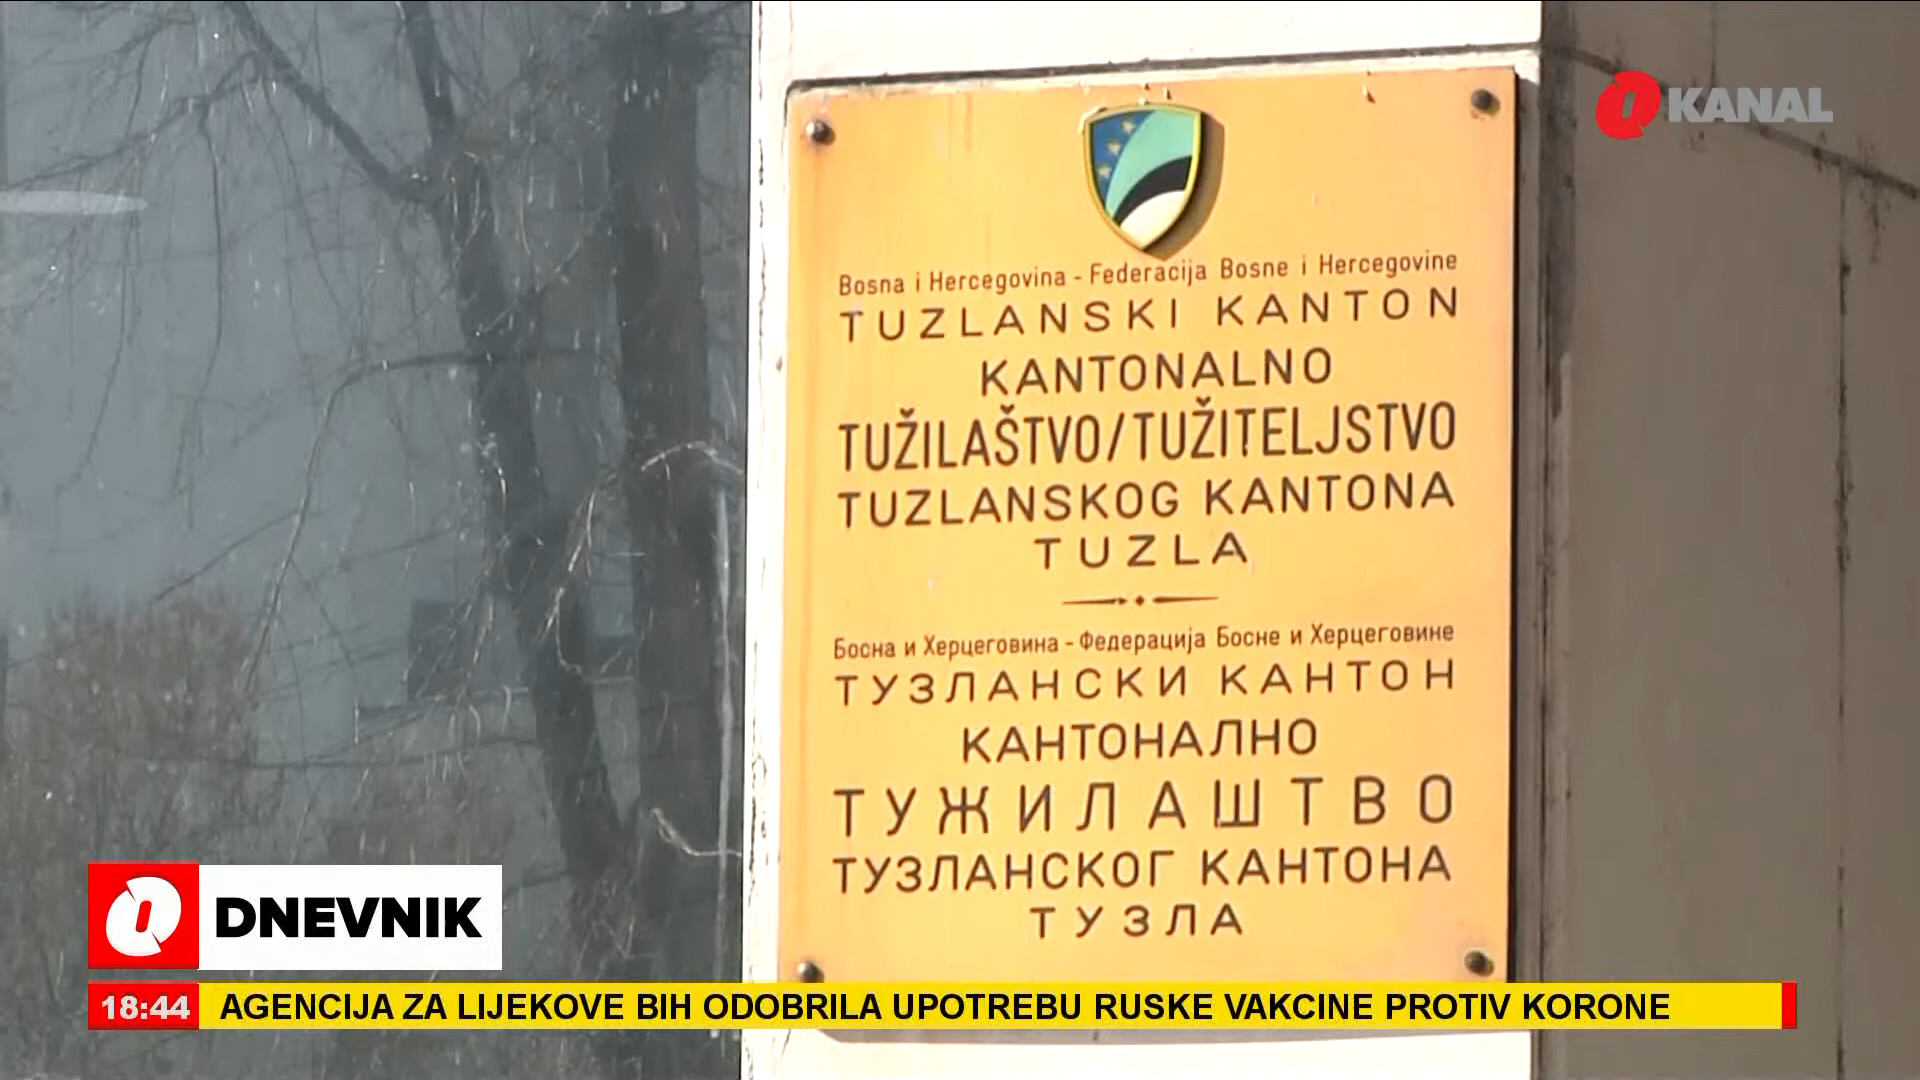 Q KANAL
Bosna i Hercegovina - Federacija Bosne i Hercegovine
TUZLANSKI KANTON
KANTONALNO
TUŽILAŠTVO/TUŽITELJSTVO
TUZLANSKOG KANTONA
TUZLA
Босна и Херцеговина - Федерација Босне и Херцеговине
ТУЗЛАНСКИ КАНТОН
КАНТОНАЛНО
ТУЖИЛАШТВО
ТУЗЛАНСКОГ КАНТОНА
ТУЗЛА
Q DNEVNIK
18:44 AGENCIJA ZA LIJEKOVE BIH ODOBRILA UPOTREBU RUSKE VAKCINE PROTIV KORONE